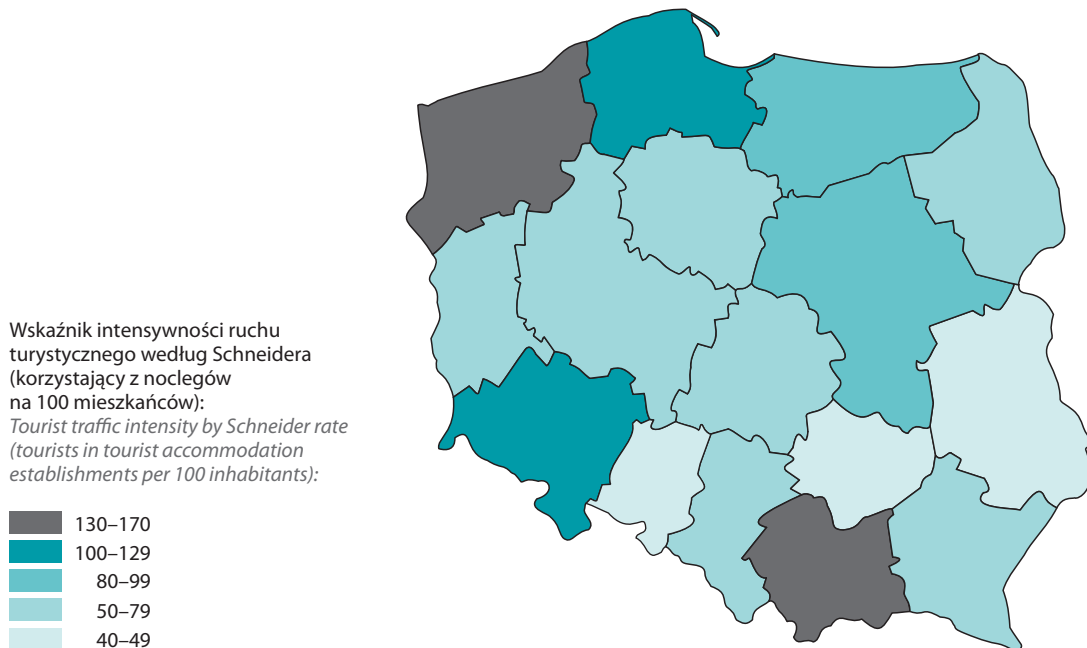 Wskaźnik intensywności ruchu
turystycznego według Schneidera
(korzystający z noclegów
na 100 mieszkańców):
Tourist traffic intensity by Schneider rate
(tourists in tourist accommodation
establishments per 100 inhabitants):
130–170
100–129
80–99
50–79
40–49